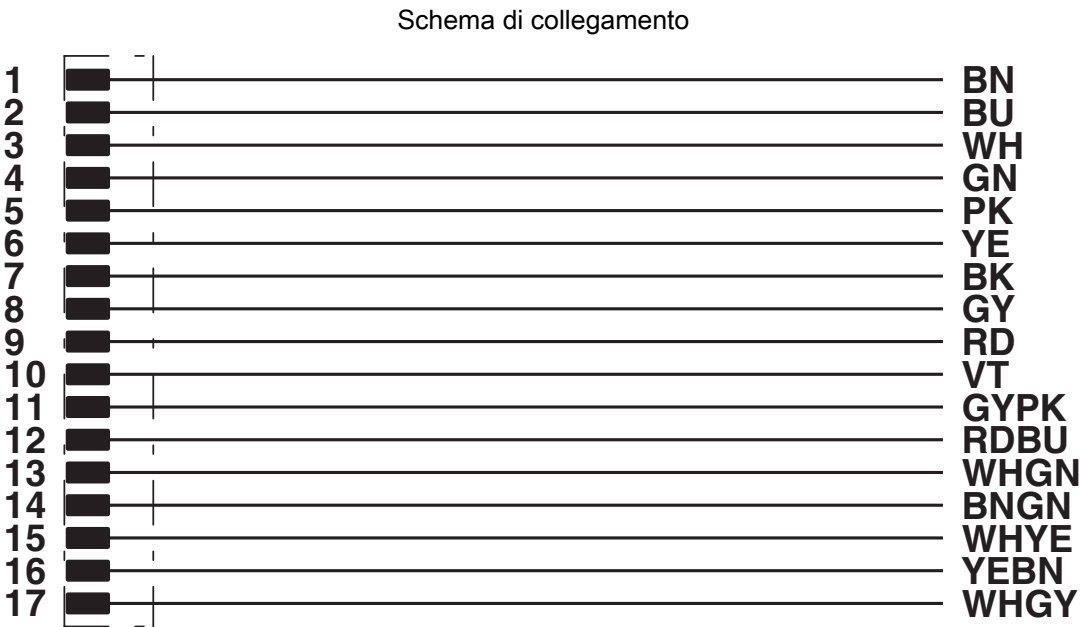 Schema di collegamento
1 BN
2 BU
3 WH
4 GN
5 PK
6 YE
7 BK
8 GY
9 RD
10 VT
11 GYPK
12 RDBU
13 WHGN
14 BNGN
15 WHYE
16 YEBN
17 WHGY